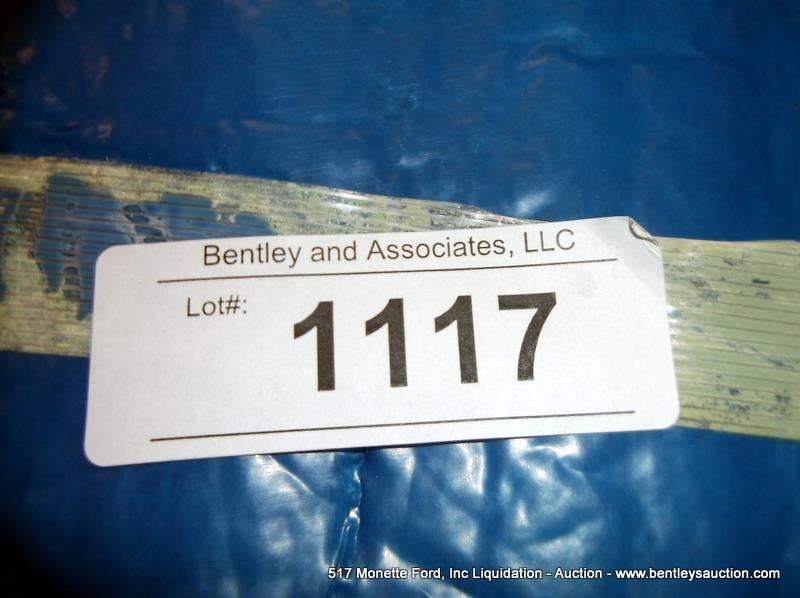 Bentley and Associates, LLC
Lot#:
1117
517 Monette Ford, Inc Liquidation - Auction - www.bentleysauction.com